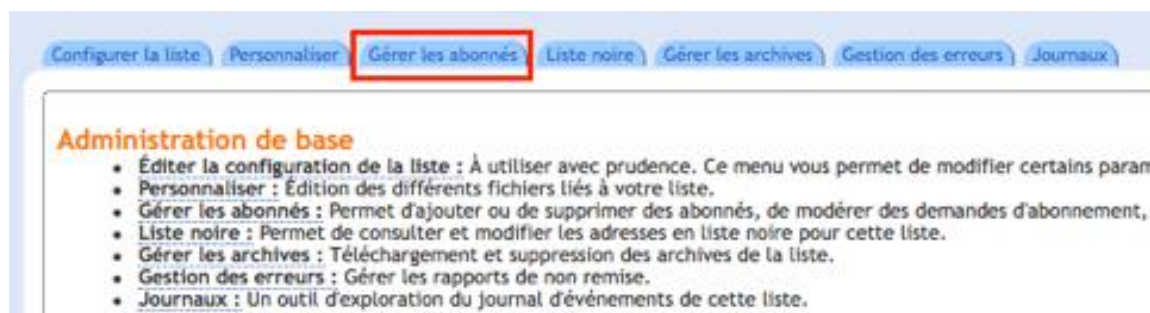 Configurer la liste Personnaliser Gérer les abonnés Liste noire Gérer les archives Gestion des erreurs Journaux
Administration de base
• Éditer la configuration de la liste : À utiliser avec prudence. Ce menu vous permet de modifier certains param
• Personnaliser : Édition des différents fichiers liés à votre liste.
• Gérer les abonnés : Permet d'ajouter ou de supprimer des abonnés, de modérer des demandes d'abonnement,
• Liste noire : Permet de consulter et modifier les adresses en liste noire pour cette liste.
• Gérer les archives : Téléchargement et suppression des archives de la liste.
• Gestion des erreurs : Gérer les rapports de non remise.
• Journaux : Un outil d'exploration du journal d'événements de cette liste.